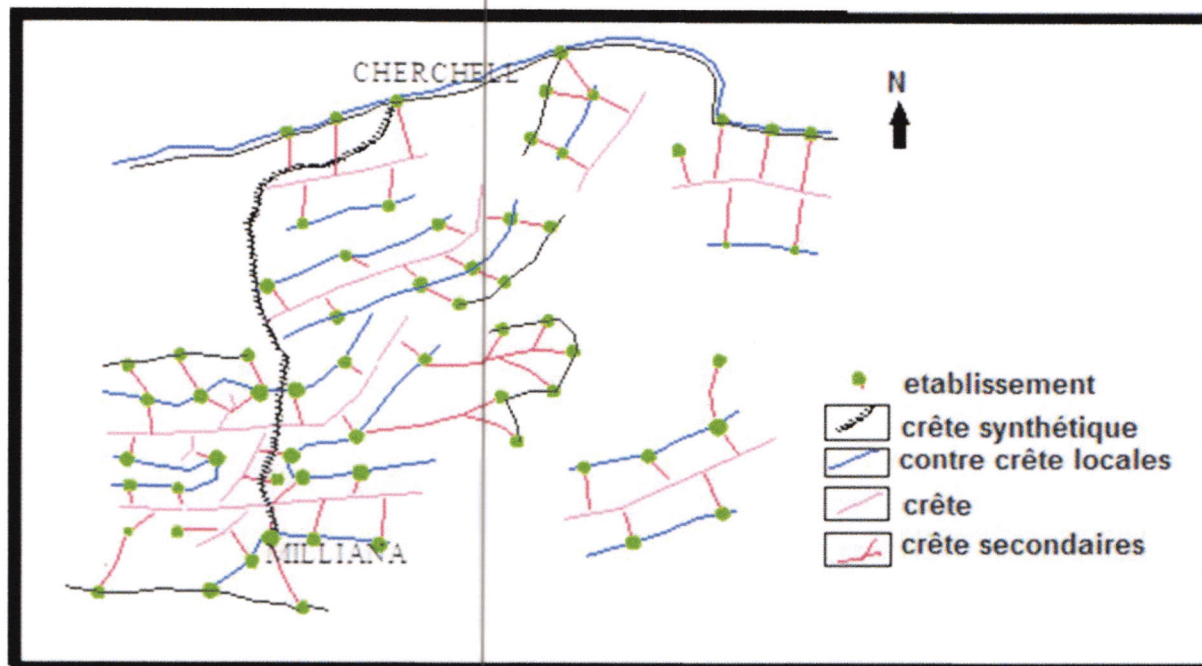 CHERCHELL
N
etablissement
crête synthétique
contre crête locales
crête
crête secondaires
MILLIANA